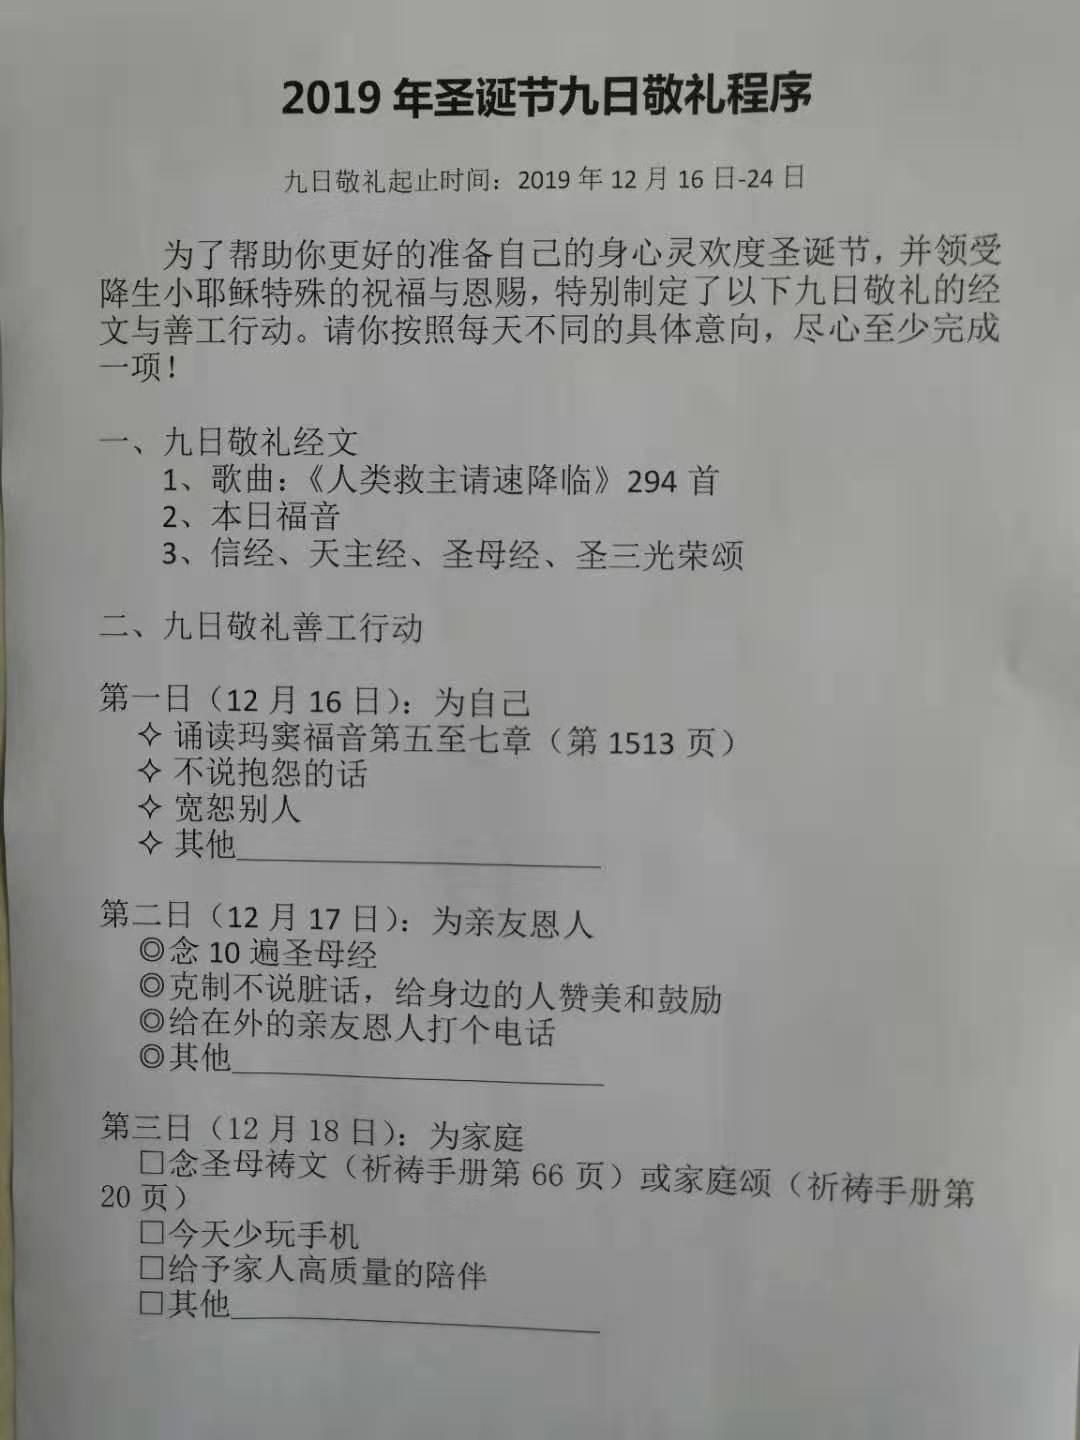 2019 年圣诞节九日敬礼程序
九日敬礼起止时间：2019 年 12 月 16 日-24 日
为了帮助你更好的准备自己的身心灵欢度圣诞节，并领受
降生小耶稣特殊的祝福与恩赐，特别制定了以下九日敬礼的经
文与善工行动。请你按照每天不同的具体意向，尽心至少完成
一项！
一、九日敬礼经文
1、歌曲：《人类救主请速降临》294 首
2、本日福音
3、信经、天主经、圣母经、圣三光荣颂
二、九日敬礼善工行动
第一日（12 月 16 日）：为自己
✧ 诵读玛窦福音第五至七章（第 1513 页）
✧ 不说抱怨的话
✧ 宽恕别人
✧ 其他____________________
第二日（12 月 17 日）：为亲友恩人
◎念 10 遍圣母经
◎克制不说脏话，给身边的人赞美和鼓励
◎给在外的亲友恩人打个电话
◎其他____________________
第三日（12 月 18 日）：为家庭
□念圣母祷文（祈祷手册第 66 页）或家庭颂（祈祷手册第
20 页）
□今天少玩手机
□给予家人高质量的陪伴
□其他____________________